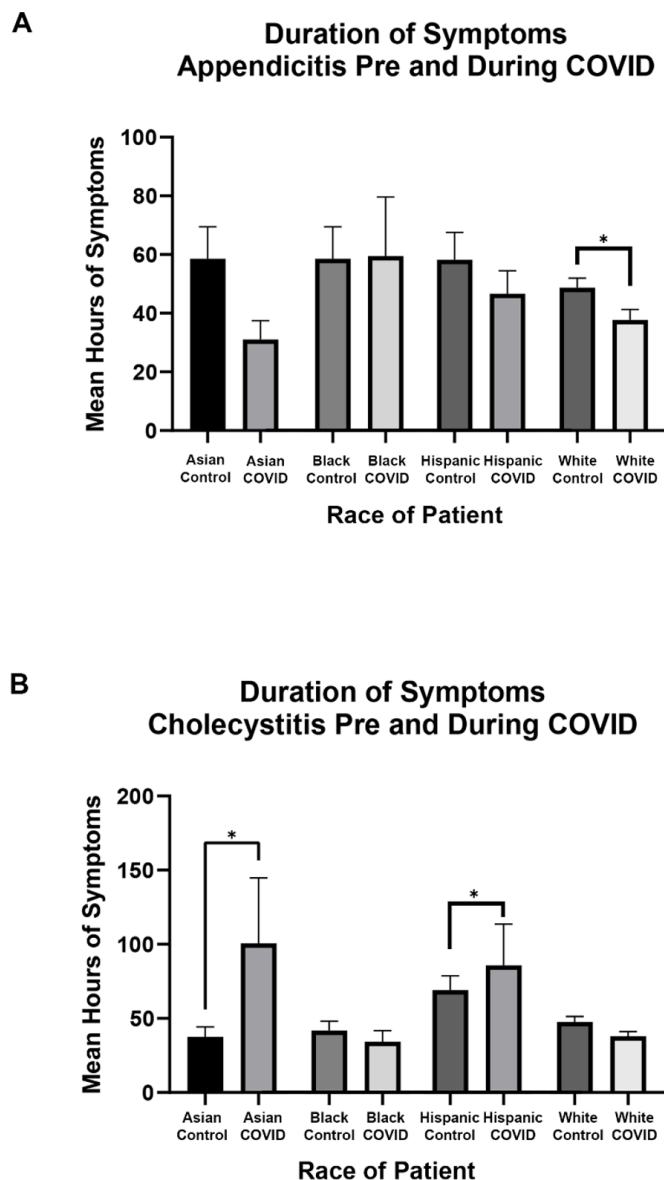 A
Duration of Symptoms
Appendicitis Pre and During COVID
Mean Hours of Symptoms
100
80
60
40
20
0
*
Asian Control
Asian COVID
Black Control
Black COVID
Hispanic Control
Hispanic COVID
White Control
White COVID
Race of Patient
B
Duration of Symptoms
Cholecystitis Pre and During COVID
Mean Hours of Symptoms
200
150
100
50
0
*
*
Asian Control
Asian COVID
Black Control
Black COVID
Hispanic Control
Hispanic COVID
White Control
White COVID
Race of Patient